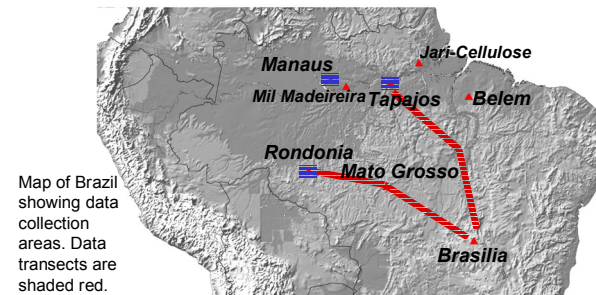 Jari-Cellulose
Manaus
Mil Madeireira
Tapajos
Belem
Rondonia
Mato Grosso
Map of Brazil
showing data
collection
areas. Data
transects are
shaded red.
Brasilia